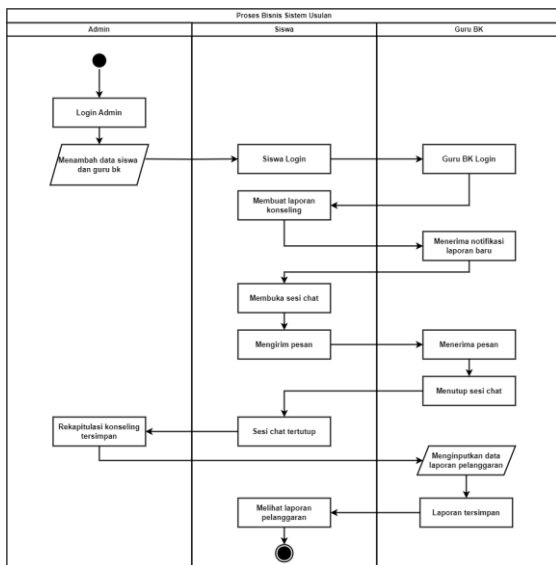 Proses Bisnis Sistem Usulan
Admin
Siswa
Guru BK
Login Admin
Menambah data siswa
dan guru bk
Siswa Login
Guru BK Login
Membuat laporan
konseling
Menerima notifikasi
laporan baru
Membuka sesi chat
Mengirim pesan
Menerima pesan
Menutup sesi chat
Sesi chat tertutup
Rekapitulasi konseling
tersimpan
Menginputkan data
laporan pelanggaran
Laporan tersimpan
Melihat laporan
pelanggaran